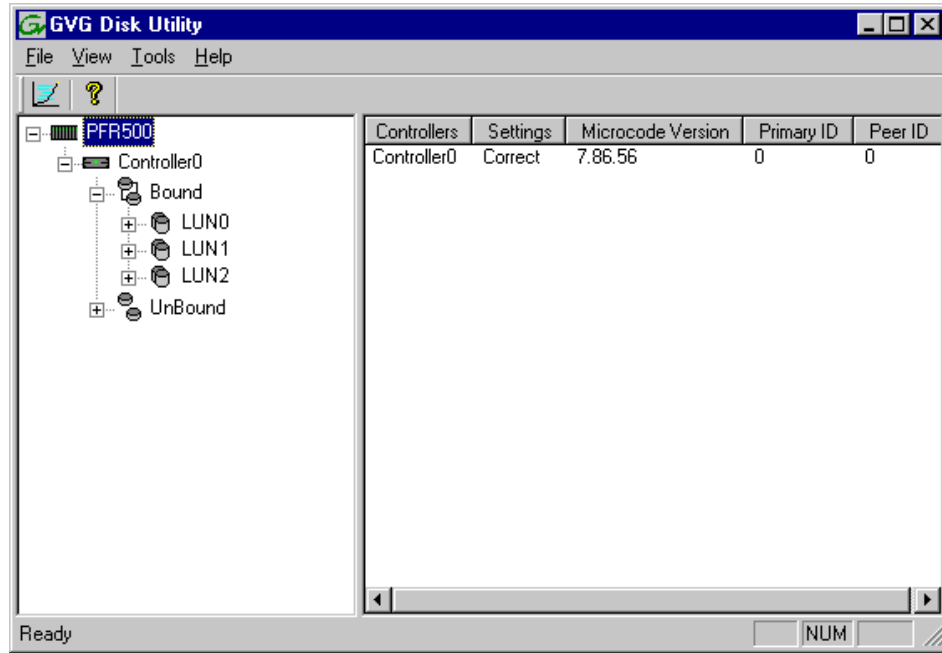 GVG Disk Utility
File View Tools Help
PFR500
Controller0
Bound
LUN0
LUN1
LUN2
UnBound
Controllers Settings Microcode Version Primary ID Peer ID
Controller0 Correct 7.86.56 0 0
Ready
NUM